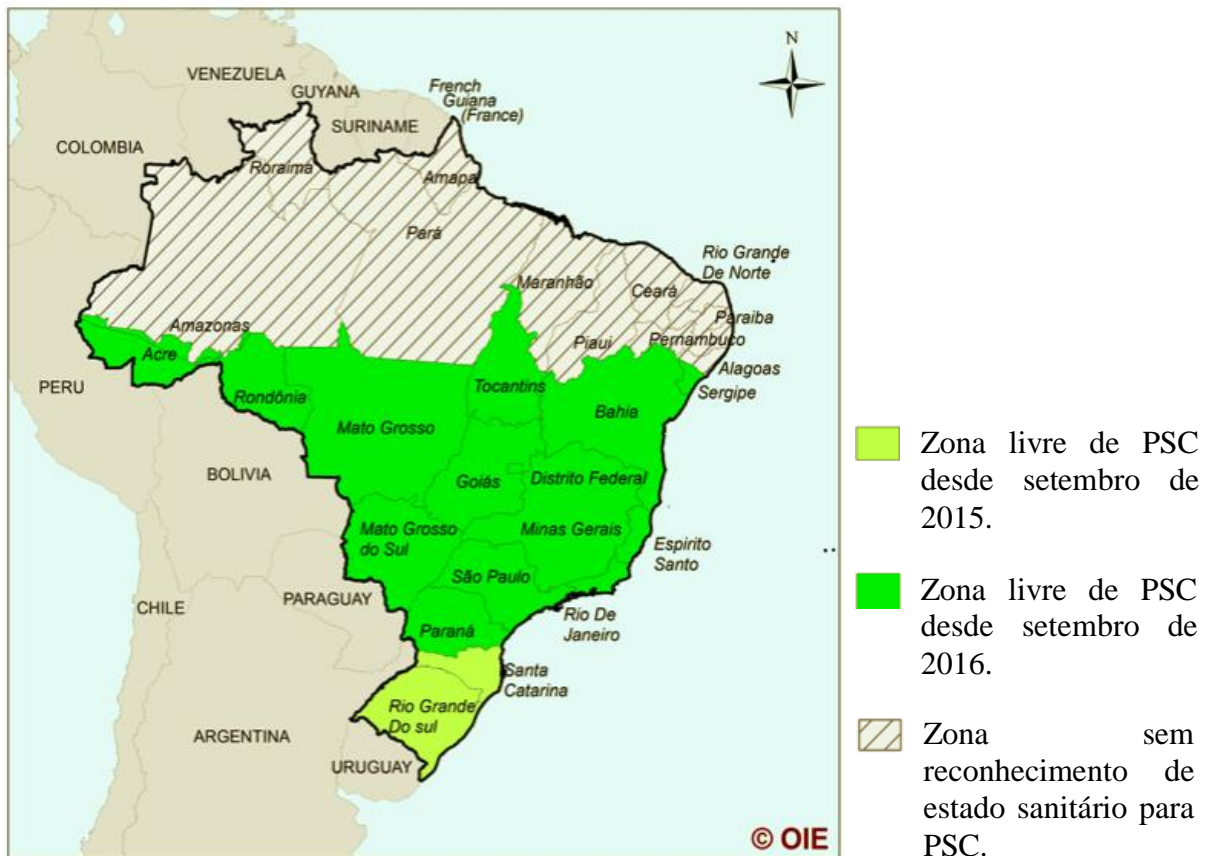 N
VENEZUELA
GUYANA
French
Guiana
(France)
SURINAME
COLOMBIA
Roraima
Amapa
Pará
Rio Grande
De Norte
Maranhão
Ceará
Paraiba
Amazonas
Piaui
Pernambuco
Acre
Alagoas
PERU
Tocantins
Sergipe
Rondônia
Bahia
Mato Grosso
BOLIVIA
Goiás
Distrito Federal
Mato Grosso
do Sul
Minas Gerais
Espirito
Santo
São Paulo
CHILE
PARAGUAY
Rio De
Janeiro
Paraná
Santa
Catarina
Rio Grande
Do sul
ARGENTINA
URUGUAY
© OIE
Zona livre de PSC
desde setembro de
2015.
Zona livre de PSC
desde setembro de
2016.
Zona sem
reconhecimento de
estado sanitário para
PSC.